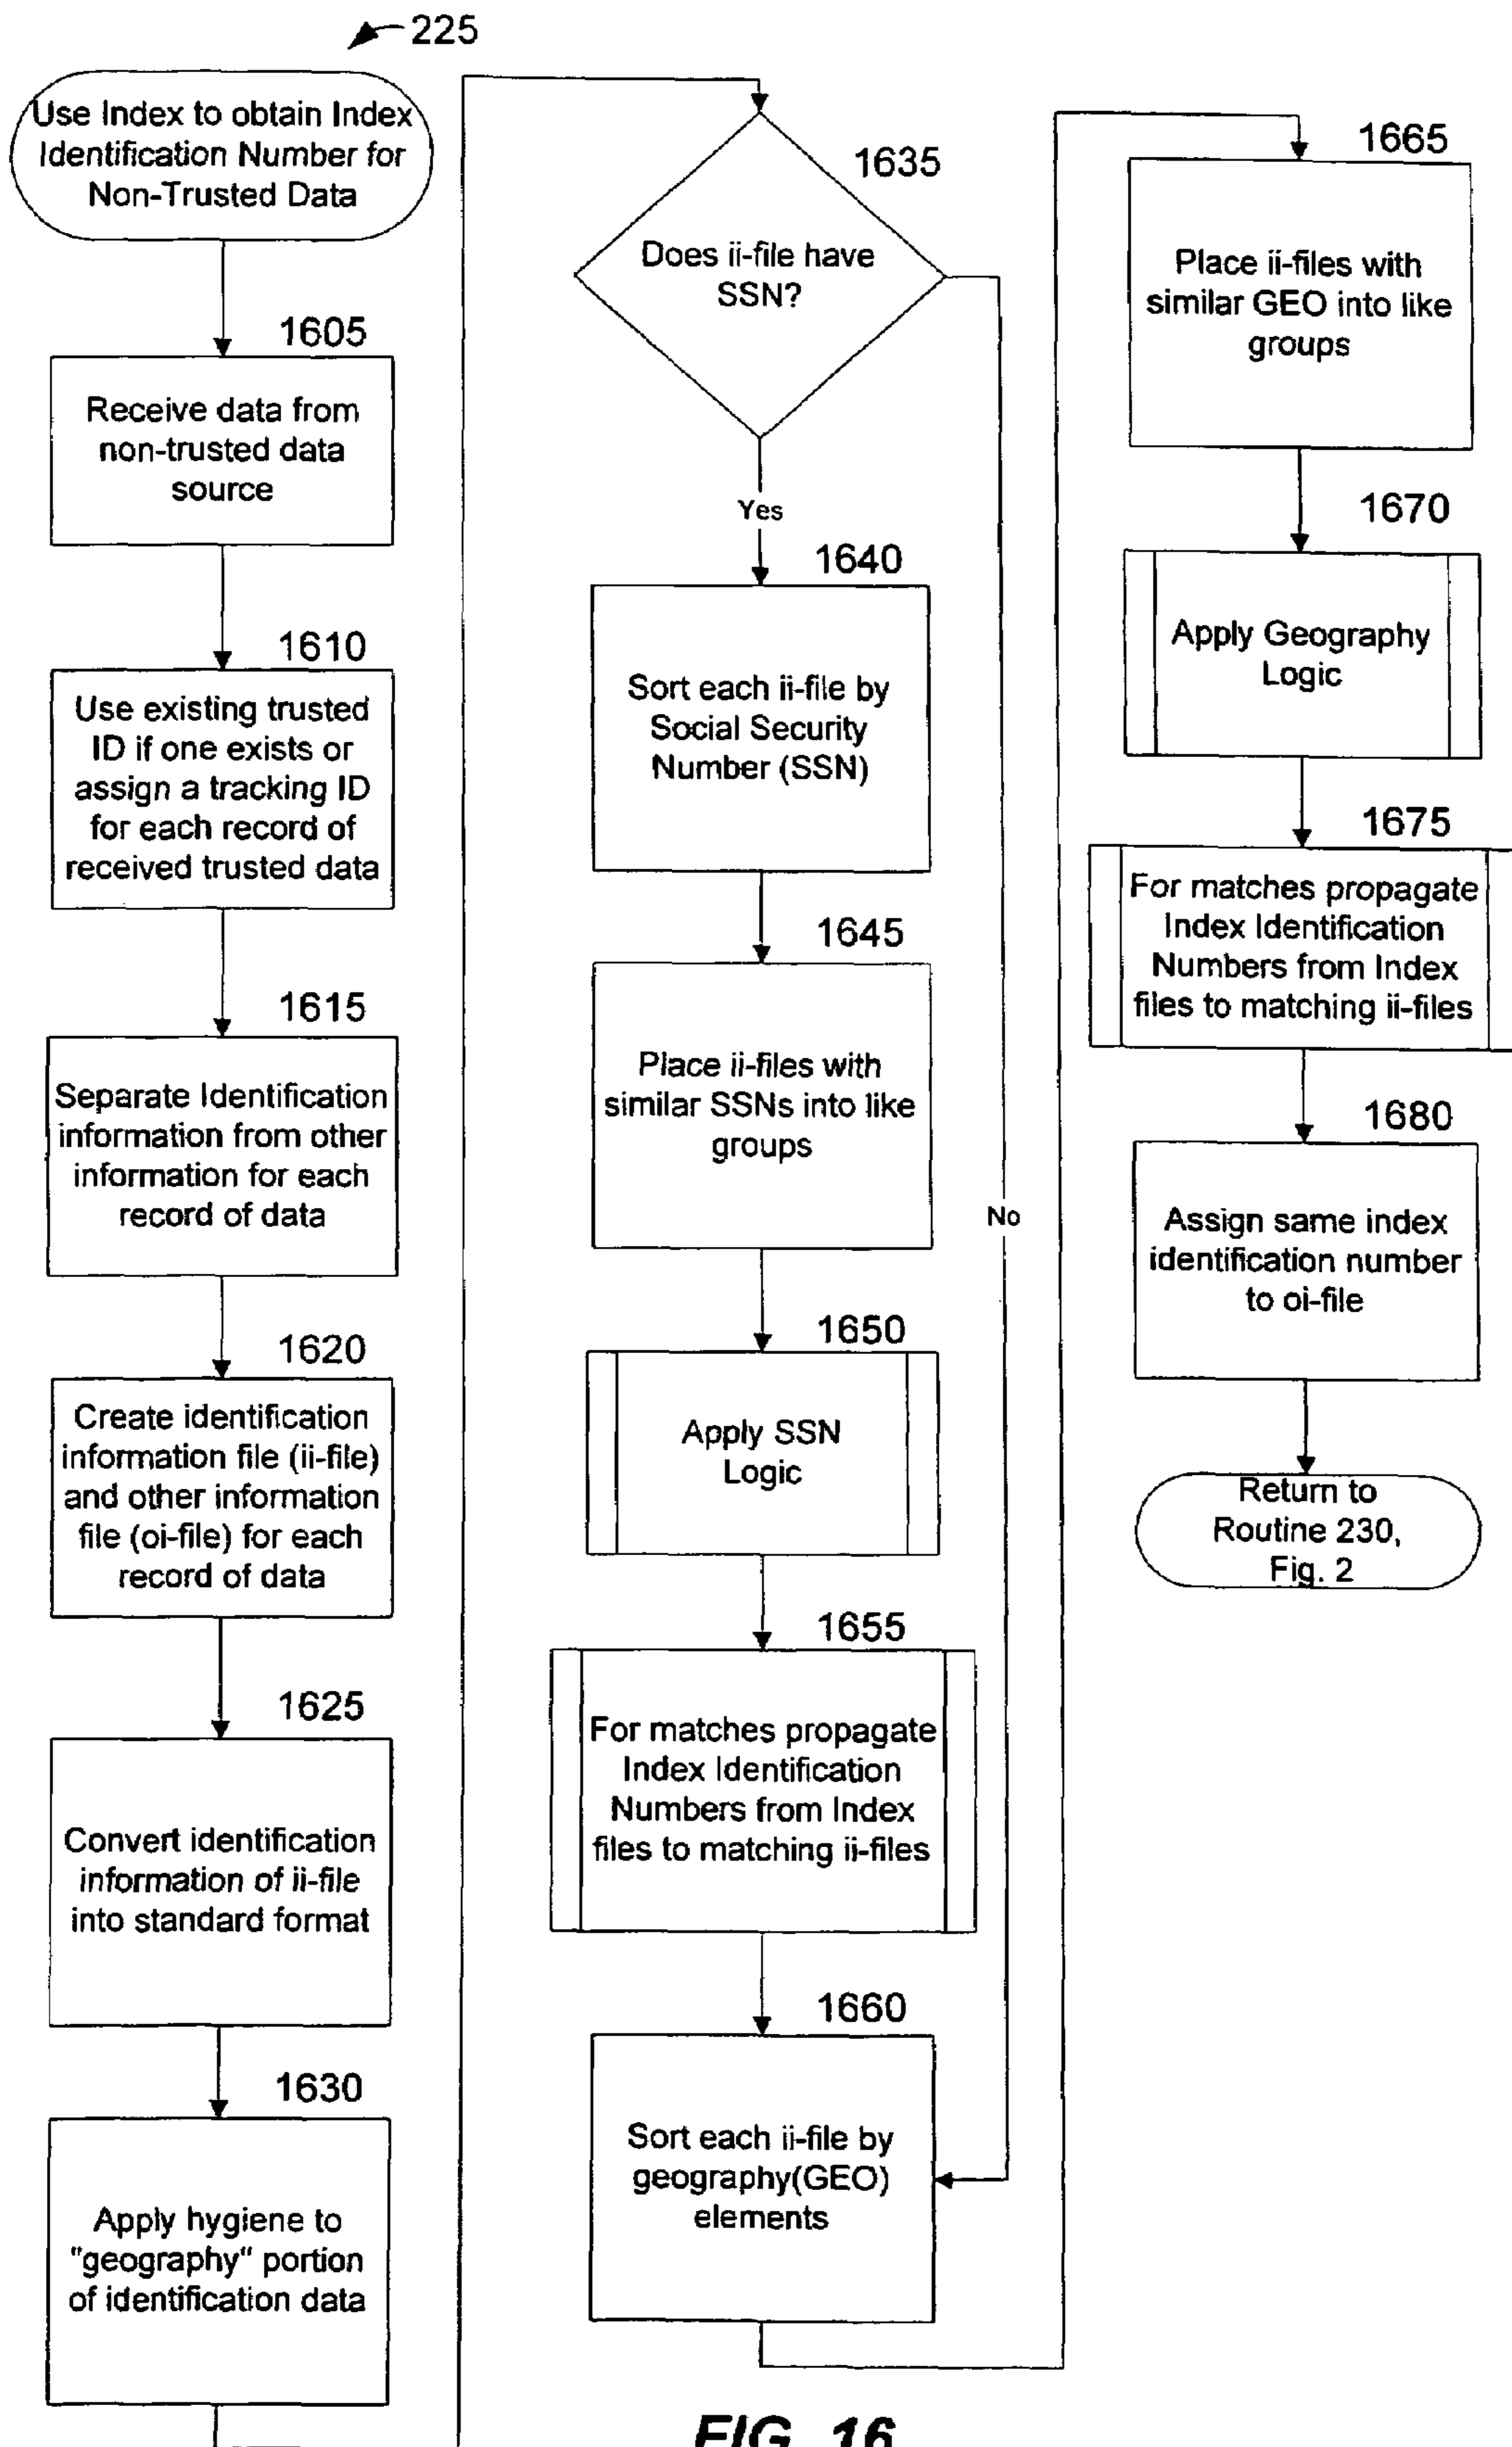 225
Use Index to obtain Index
Identification Number for
Non-Trusted Data
1605
Receive data from
non-trusted data
source
1610
Use existing trusted
ID if one exists or
assign a tracking ID
for each record of
received trusted data
1615
Separate Identification
information from other
information for each
record of data
1620
Create identification
information file (ii-file)
and other information
file (oi-file) for each
record of data
1625
Convert identification
information of ii-file
into standard format
1630
Apply hygiene to
"geography" portion
of identification data
1635
Does ii-file have
SSN?
Yes
No
1640
Sort each ii-file by
Social Security
Number (SSN)
1645
Place ii-files with
similar SSNs into like
groups
1650
Apply SSN
Logic
1655
For matches propagate
Index Identification
Numbers from Index
files to matching ii-files
1660
Sort each ii-file by
geography(GEO)
elements
1665
Place ii-files with
similar GEO into like
groups
1670
Apply Geography
Logic
1675
For matches propagate
Index Identification
Numbers from Index
files to matching ii-files
1680
Assign same index
identification number
to oi-file
Return to
Routine 230,
Fig. 2
FIG. 16